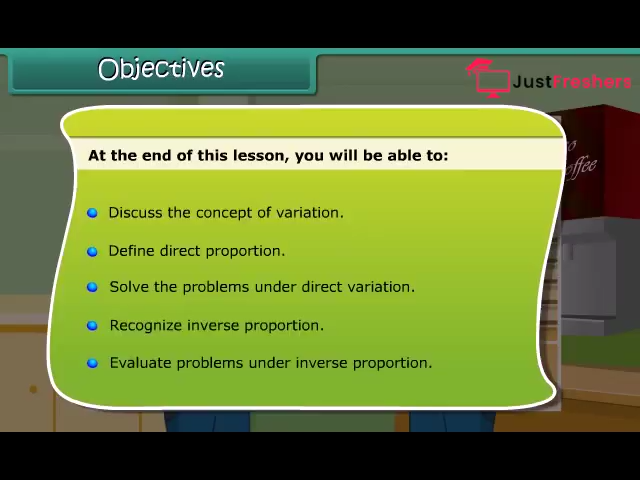 Objectives
JustFreshers
At the end of this lesson, you will be able to:
Discuss the concept of variation.
Define direct proportion.
Solve the problems under direct variation.
Recognize inverse proportion.
Evaluate problems under inverse proportion.